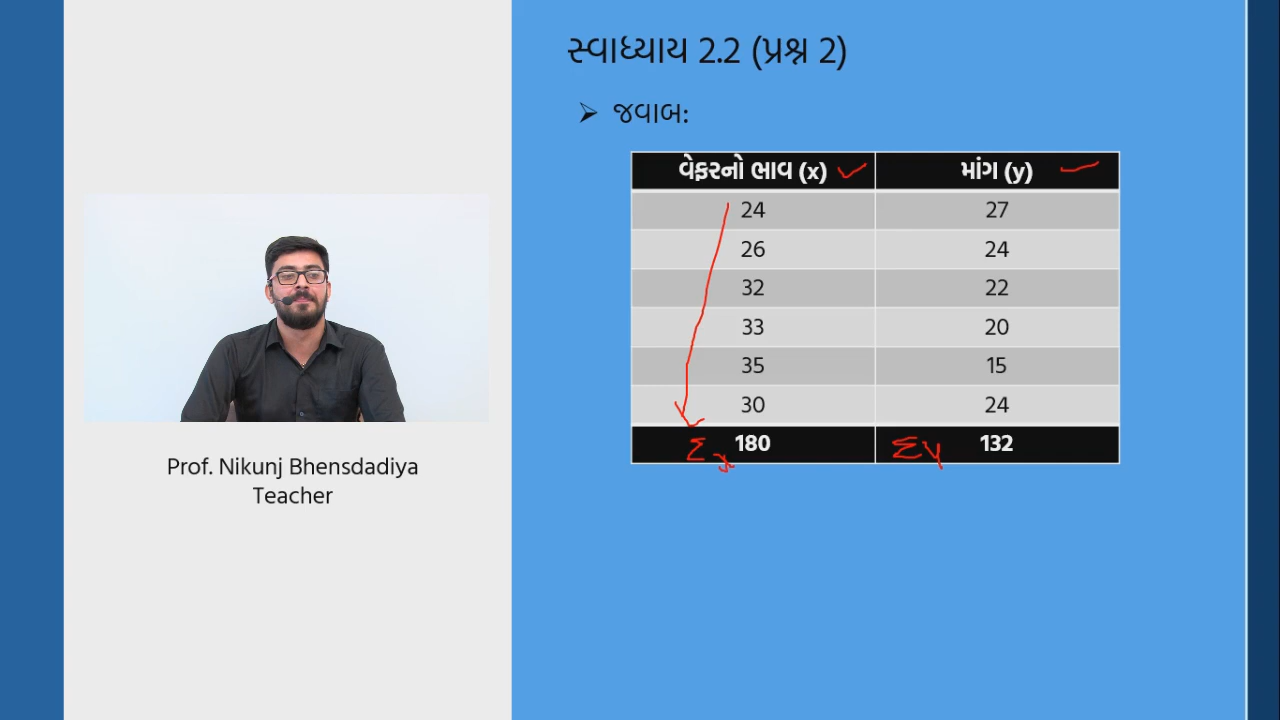 સ્વાધ્યાય 2.2 (પ્રશ્ન 2)
➢ જવાબ:
વેફરનો ભાવ (x) માંગ (y)
24 27
26 24
32 22
33 20
35 15
30 24
Σx 180 Σy 132
Prof. Nikunj Bhensdadiya
Teacher